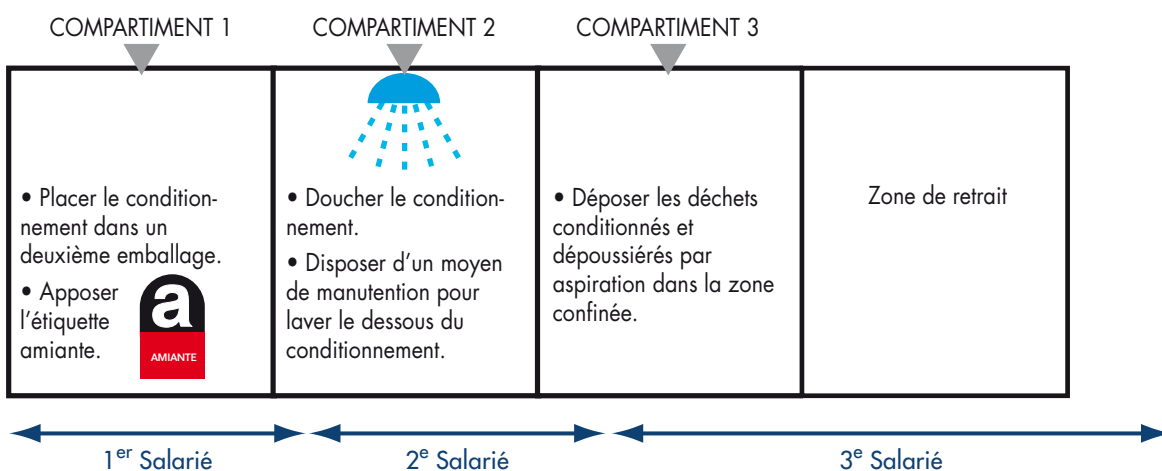 COMPARTIMENT 1
COMPARTIMENT 2
COMPARTIMENT 3
• Placer le condition-
nement dans un
deuxième emballage.
• Apposer
l'étiquette
amiante.
a
AMIANTE
• Doucher le condition-
nement.
• Disposer d'un moyen
de manutention pour
laver le dessous du
conditionnement.
• Déposer les déchets
conditionnés et
dépoussiérés par
aspiration dans la zone
confinée.
Zone de retrait
1er Salarié
2e Salarié
3e Salarié